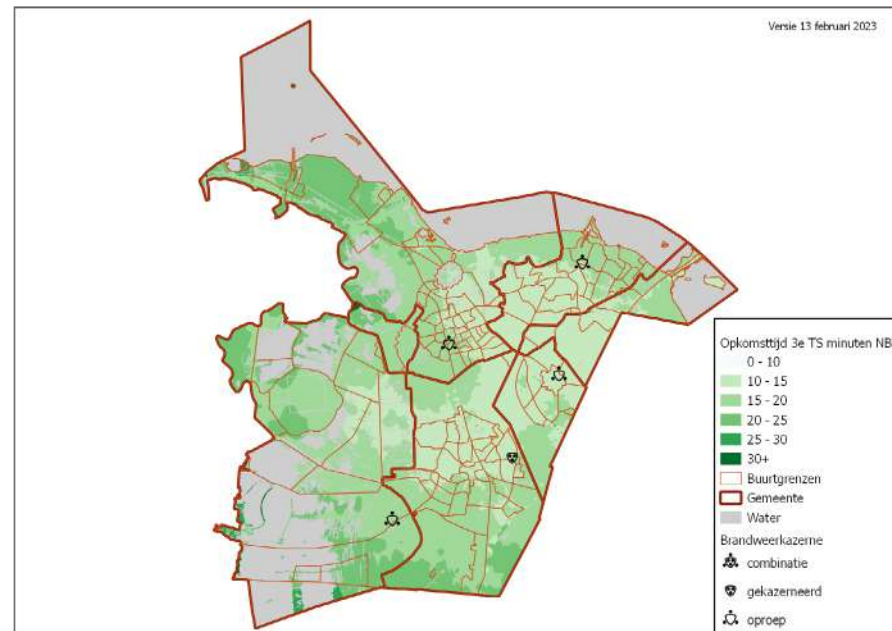 Versie 13 februari 2023
Opkomsttijd 3e TS minuten NB
0 - 10
10 - 15
15 - 20
20 - 25
25 - 30
30+
Buurtgrenzen
Gemeente
Water
Brandweerkazerne
combinatie
gekazerneerd
oproep